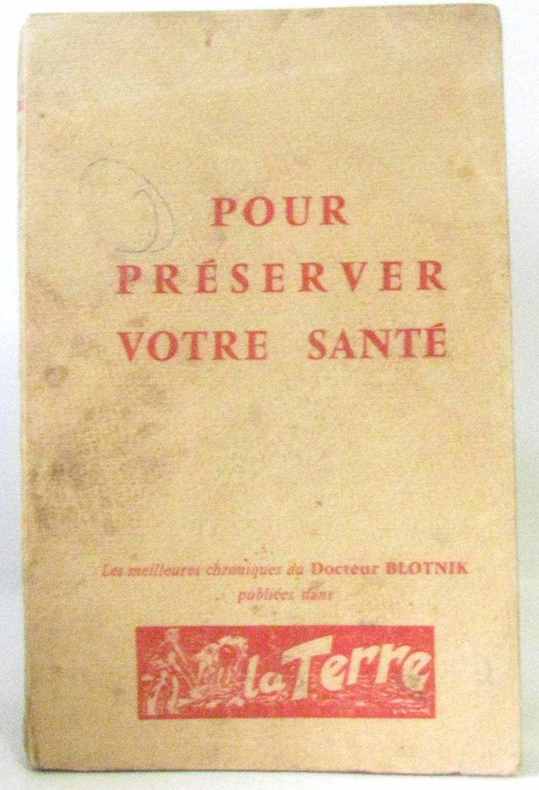 POUR
PRÉSERVER
VOTRE SANTÉ
Les meilleures chroniques du Docteur BLOTNIK
publiées dans
la Terre